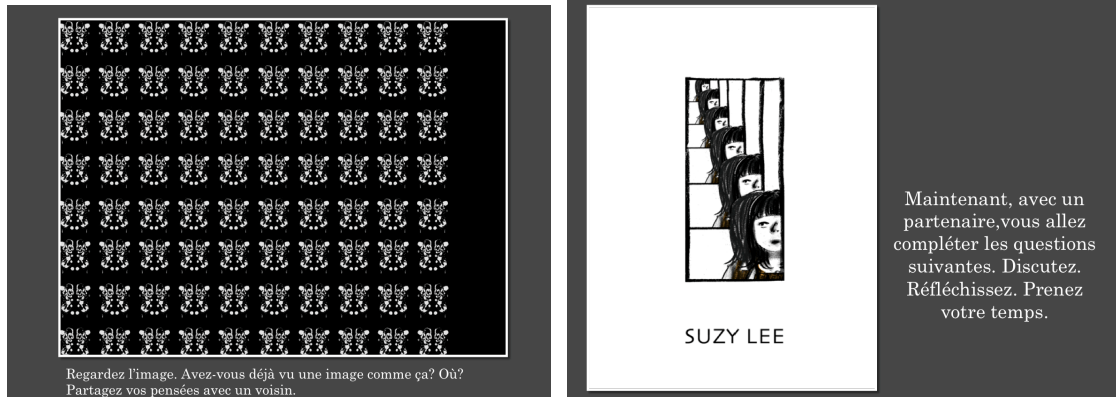 Regardez l'image. Avez-vous déjà vu une image comme ça? Où?
Partagez vos pensées avec un voisin.
SUZY LEE
Maintenant, avec un
partenaire,vous allez
compléter les questions
suivantes. Discutez.
Réfléchissez. Prenez
votre temps.